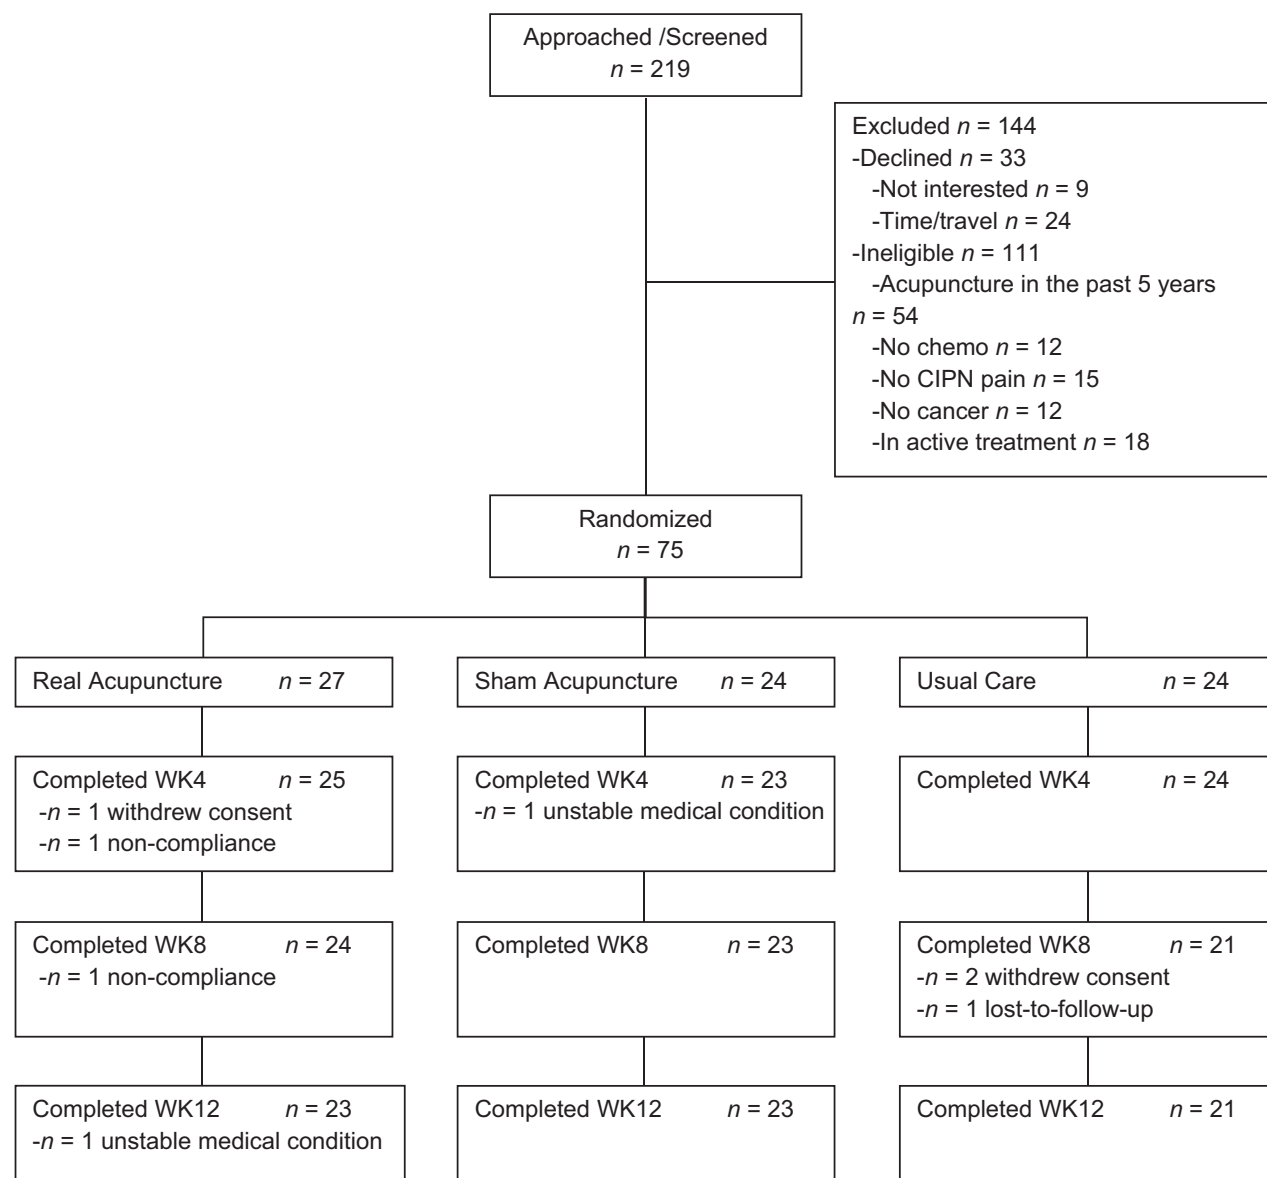 Approached /Screened
n = 219
Excluded n = 144
-Declined n = 33
-Not interested n = 9
-Time/travel n = 24
-Ineligible n = 111
-Acupuncture in the past 5 years
n = 54
-No chemo n = 12
-No CIPN pain n = 15
-No cancer n = 12
-In active treatment n = 18
Randomized
n = 75
Real Acupuncture n = 27
Sham Acupuncture n = 24
Usual Care n = 24
Completed WK4 n = 25
-n = 1 withdrew consent
-n = 1 non-compliance
Completed WK4 n = 23
-n = 1 unstable medical condition
Completed WK4 n = 24
Completed WK8 n = 24
-n = 1 non-compliance
Completed WK8 n = 23
Completed WK8 n = 21
-n = 2 withdrew consent
-n = 1 lost-to-follow-up
Completed WK12 n = 23
-n = 1 unstable medical condition
Completed WK12 n = 23
Completed WK12 n = 21